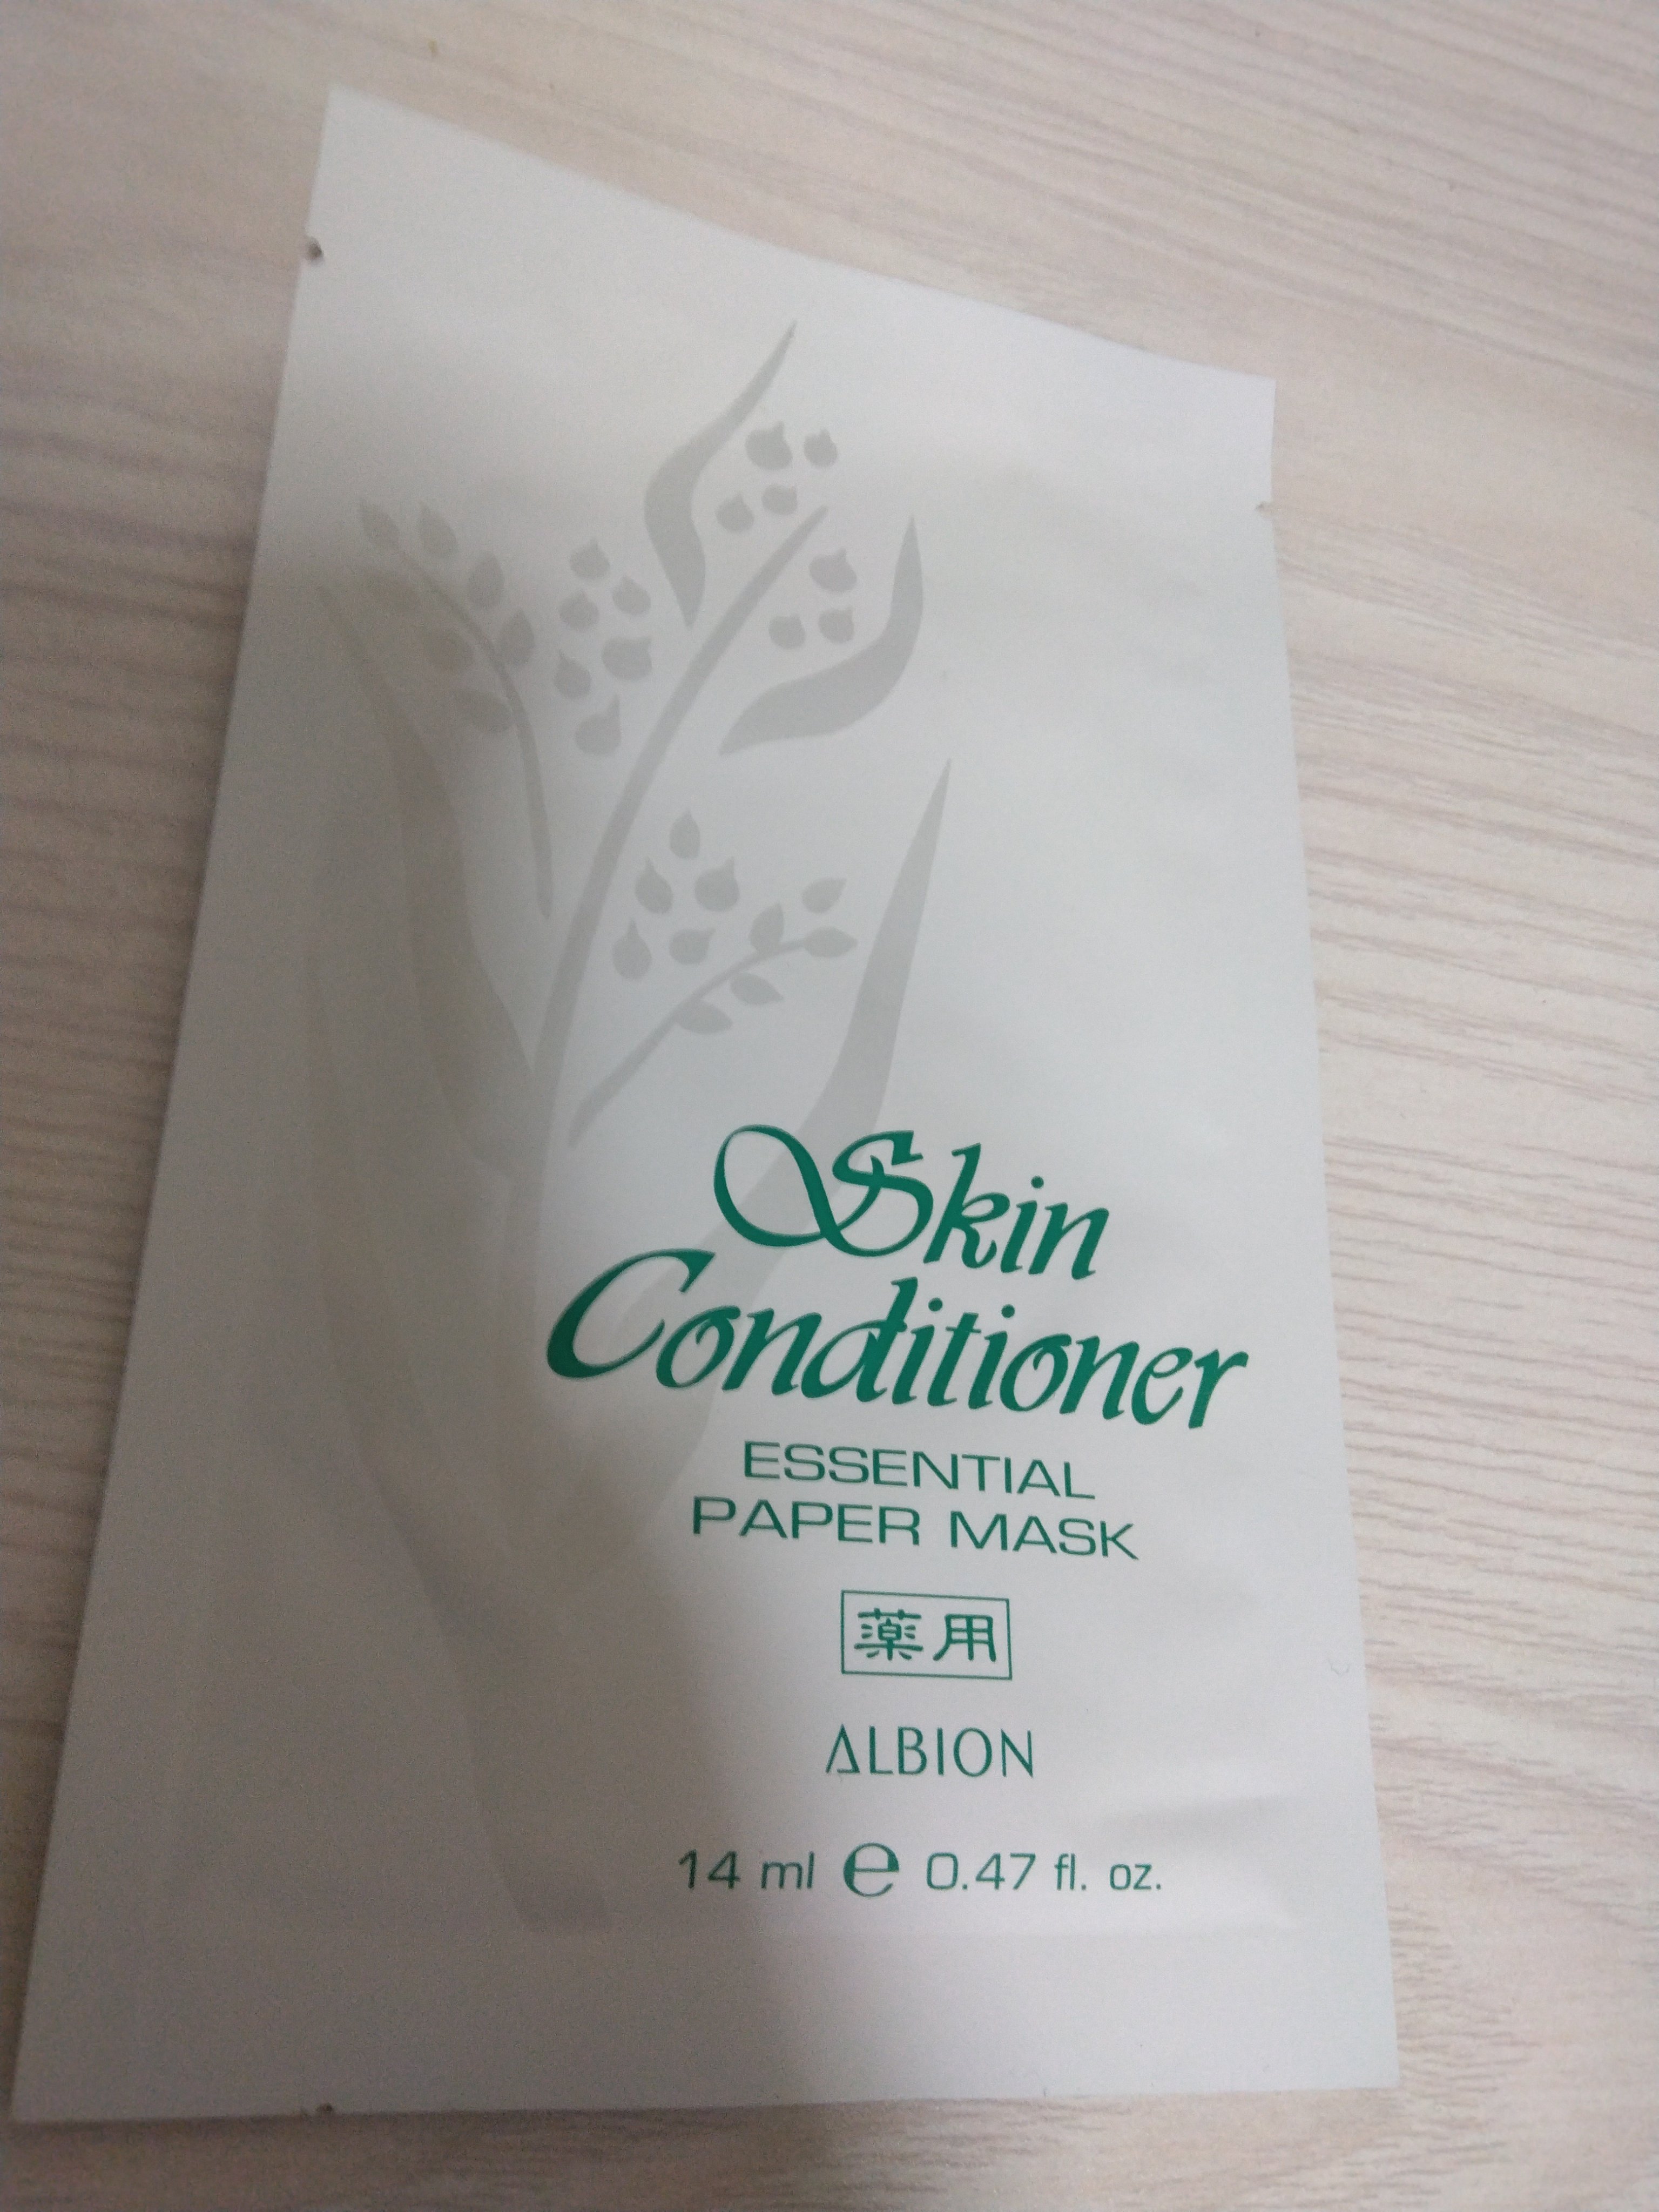 Skin
Conditioner
ESSENTIAL
PAPER MASK
薬用
ALBION
14 ml ℮ 0.47 fl. oz.